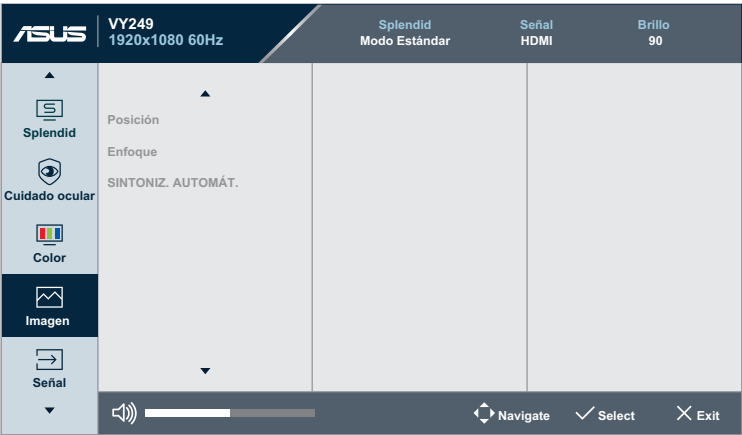 ASUS
VY249
1920x1080 60Hz
Splendid
Modo Estándar
Señal
HDMI
Brillo
90
Splendid
Cuidado ocular
Color
Imagen
Señal
Posición
Enfoque
SINTONIZ. AUTOMÁT.
Navigate
Select
Exit